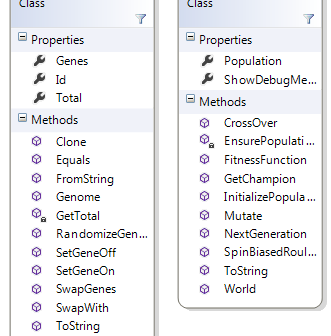 Class
Properties
Genes
Id
Total
Methods
Clone
Equals
FromString
Genome
GetTotal
RandomizeGen...
SetGeneOff
SetGeneOn
SwapGenes
SwapWith
ToString
Class
Properties
Population
ShowDebugMe...
Methods
CrossOver
EnsurePopulati...
FitnessFunction
GetChampion
InitializePopula...
Mutate
NextGeneration
SpinBiasedRoul...
ToString
World